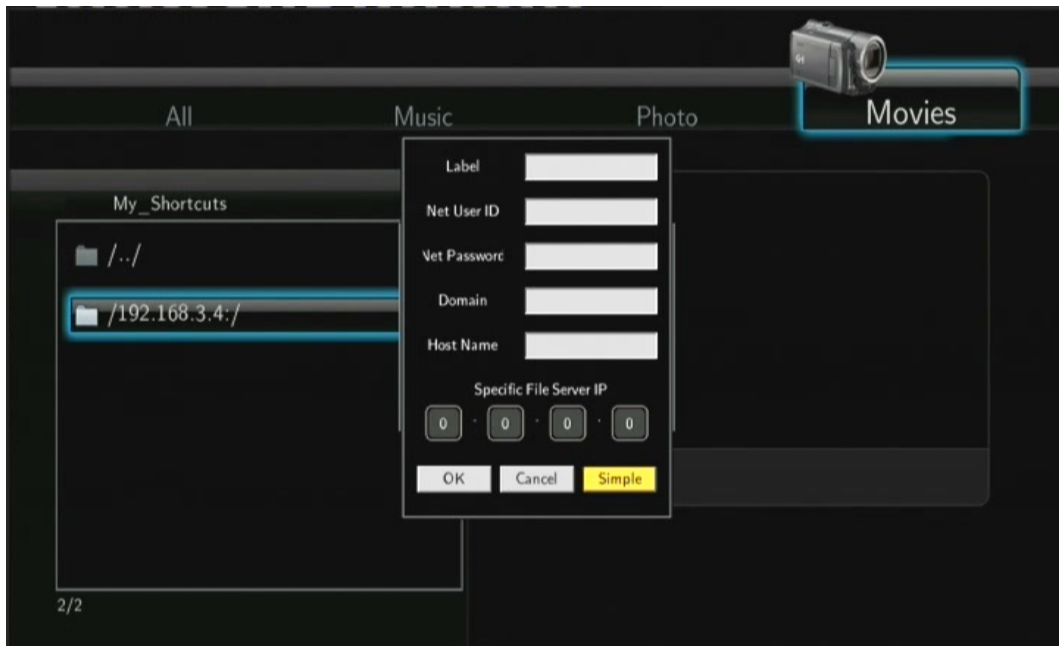 All Music Photo Movies
My_Shortcuts
/../
/192.168.3.4:/
2/2
Label
Net User ID
Net Password
Domain
Host Name
Specific File Server IP
0 . 0 . 0 . 0
OK Cancel Simple